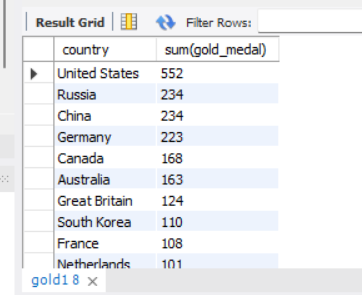 Result Grid Filter Rows:
country sum(gold_medal)
United States 552
Russia 234
China 234
Germany 223
Canada 168
Australia 163
Great Britain 124
South Korea 110
France 108
Netherlands 101
gold1 8 ×